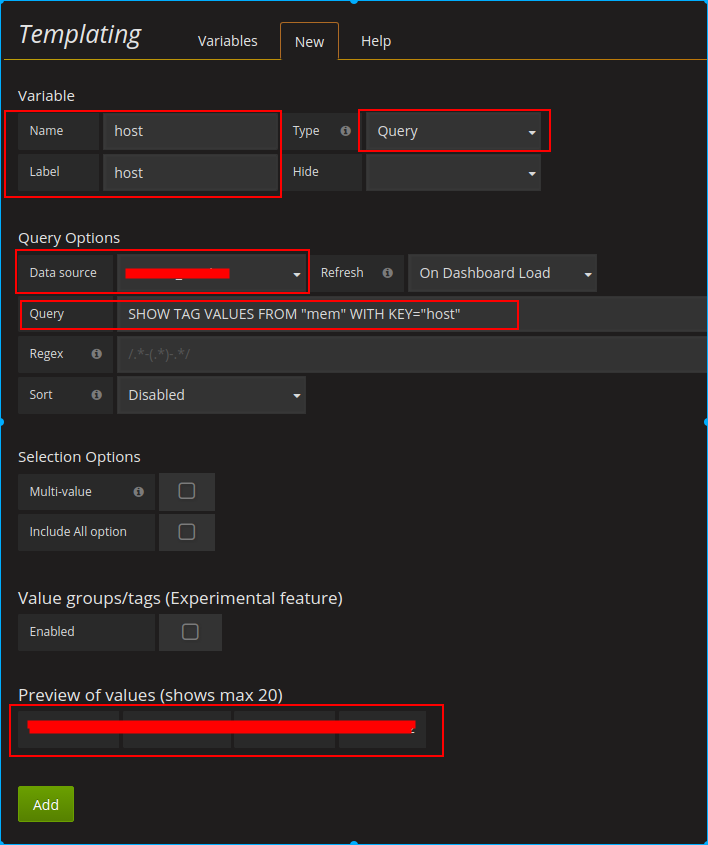 Templating Variables New Help
Variable
Name host Type Query
Label host Hide
Query Options
Data source Refresh On Dashboard Load
Query SHOW TAG VALUES FROM "mem" WITH KEY="host"
Regex /.*-(.*)-.*/
Sort Disabled
Selection Options
Multi-value
Include All option
Value groups/tags (Experimental feature)
Enabled
Preview of values (shows max 20)
Add